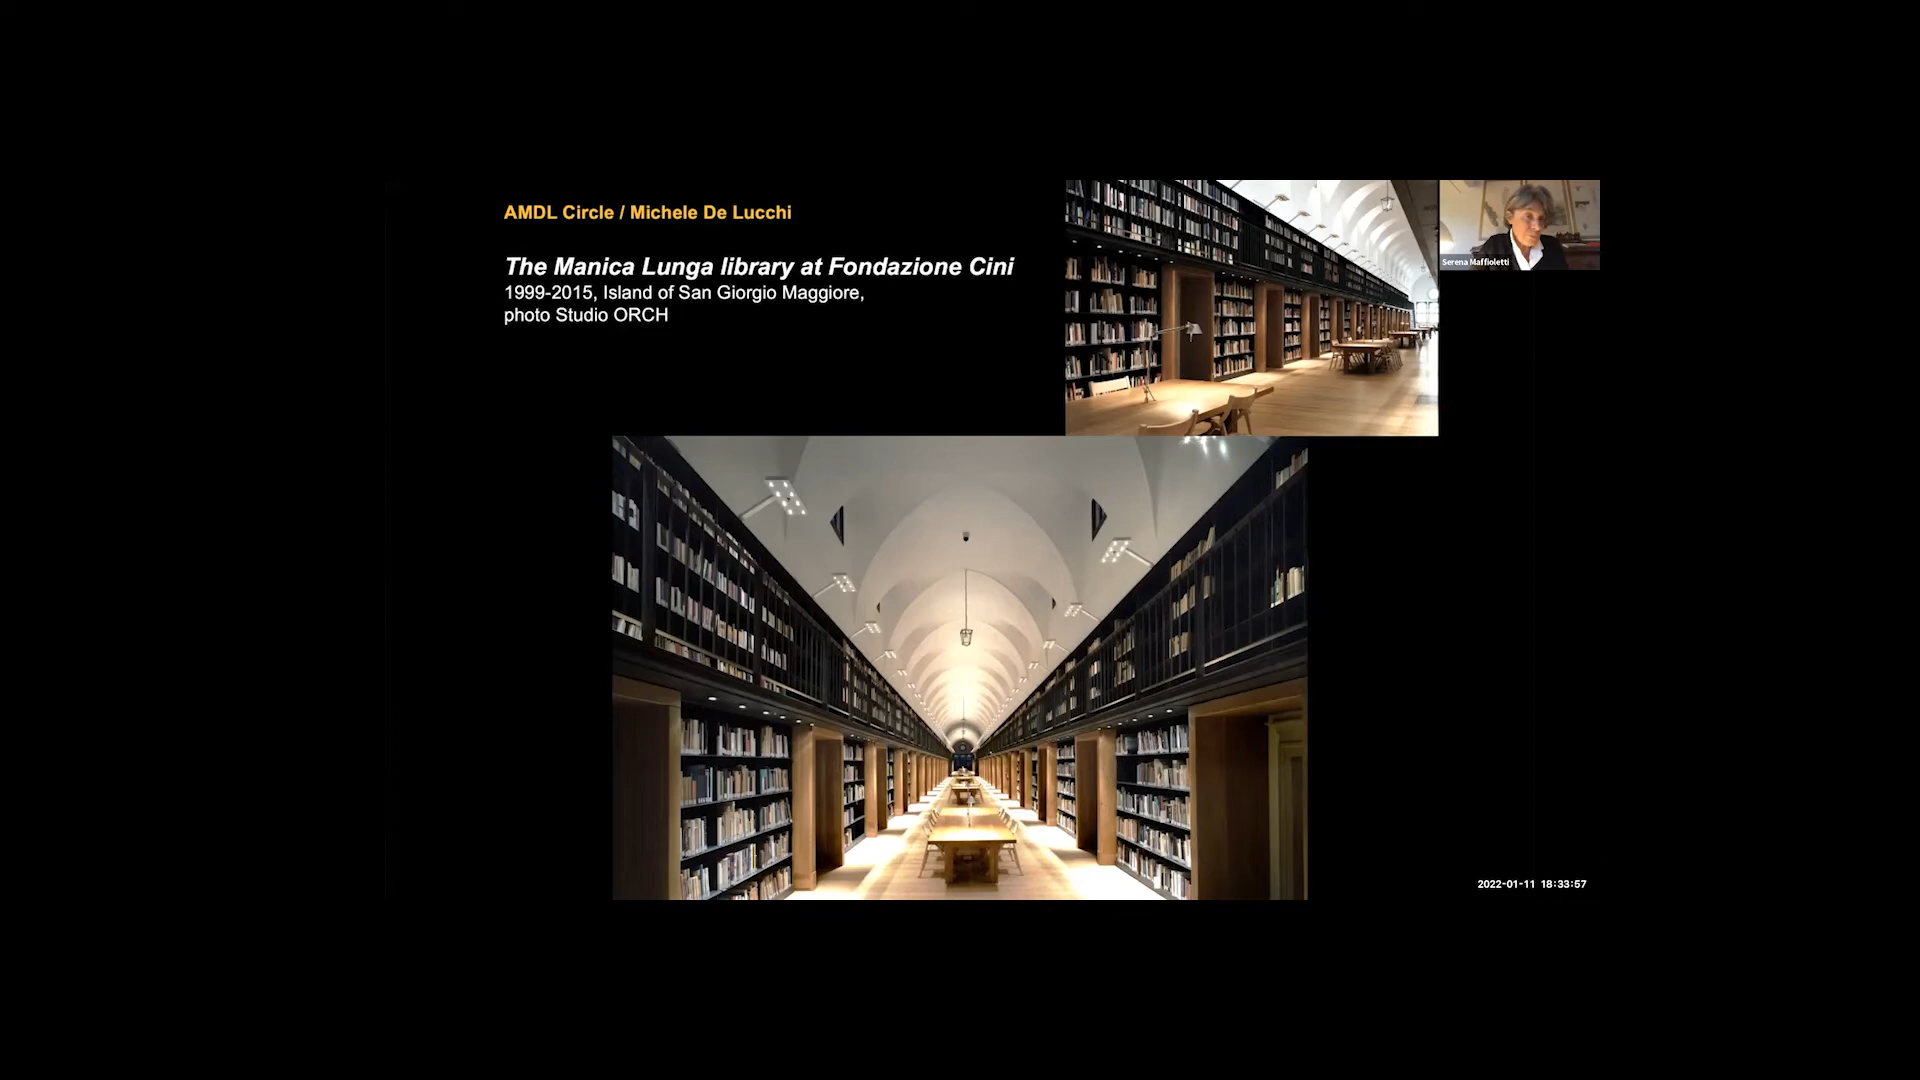 AMDL Circle / Michele De Lucchi
The Manica Lunga library at Fondazione Cini
1999-2015, Island of San Giorgio Maggiore,
photo Studio ORCH
Serena Maffioletti
2022-01-11 18:33:57